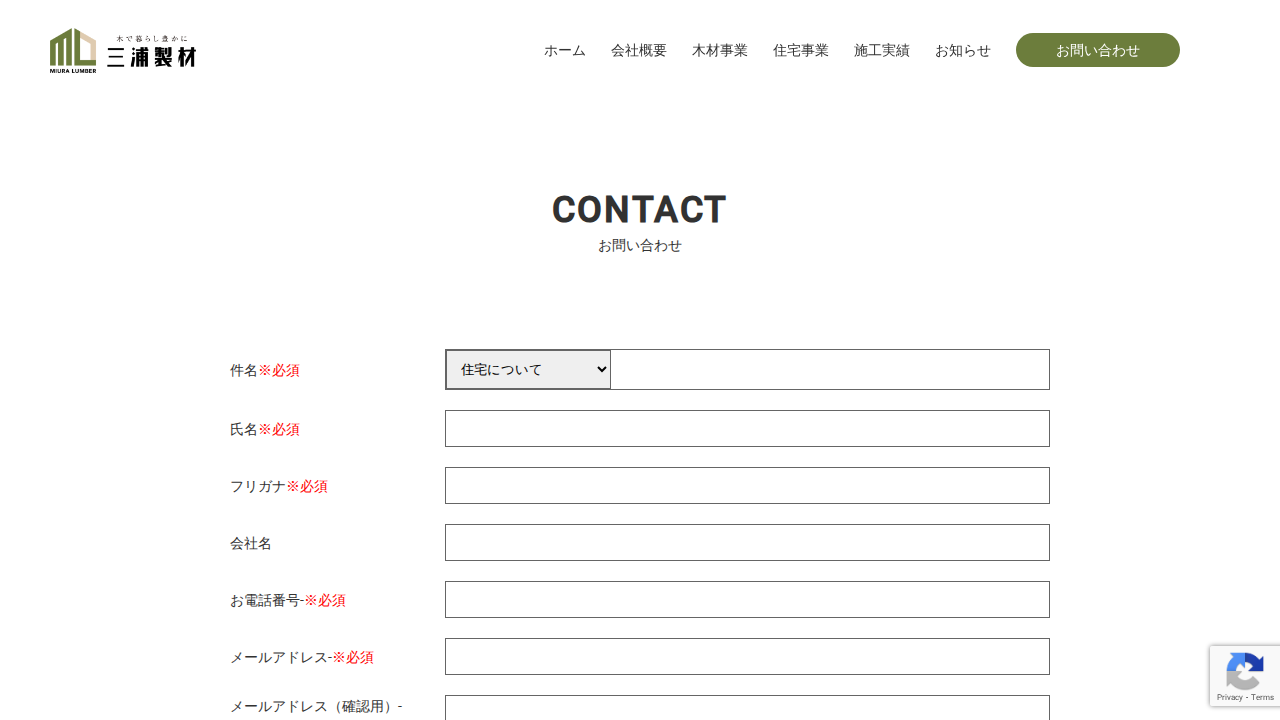 木で暮らし豊かに
三浦製材
MIURA LUMBER
ホーム 会社概要 木材事業 住宅事業 施工実績 お知らせ お問い合わせ
CONTACT
お問い合わせ
件名※必須 住宅について
氏名※必須
フリガナ※必須
会社名
お電話番号-※必須
メールアドレス-※必須
メールアドレス（確認用）-
Privacy - Terms